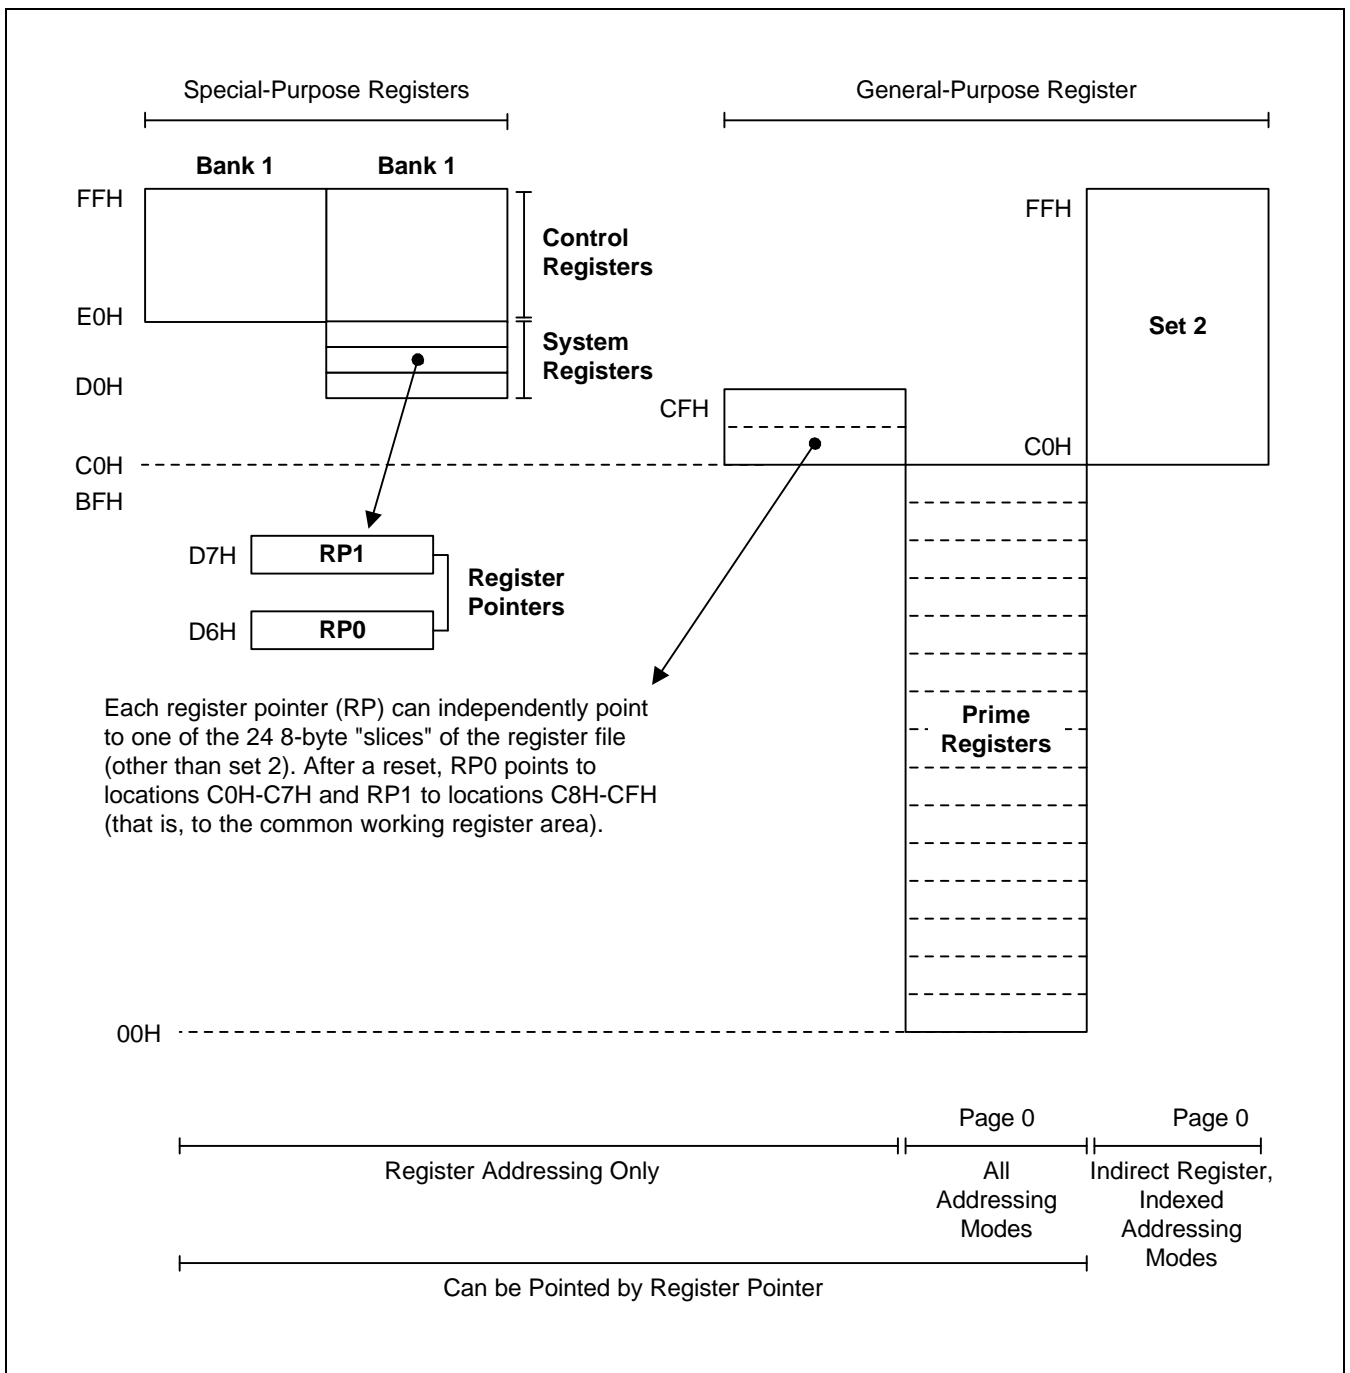 Special-Purpose Registers
General-Purpose Register
Bank 1
Bank 1
FFH
FFH
Control
Registers
E0H
Set 2
System
Registers
D0H
CFH
C0H
C0H
BFH
D7H
RP1
Register
Pointers
D6H
RP0
Each register pointer (RP) can independently point
to one of the 24 8-byte "slices" of the register file
(other than set 2). After a reset, RP0 points to
locations C0H-C7H and RP1 to locations C8H-CFH
(that is, to the common working register area).
Prime
Registers
00H
Page 0
Page 0
Register Addressing Only
All
Addressing
Modes
Indirect Register,
Indexed
Addressing
Modes
Can be Pointed by Register Pointer